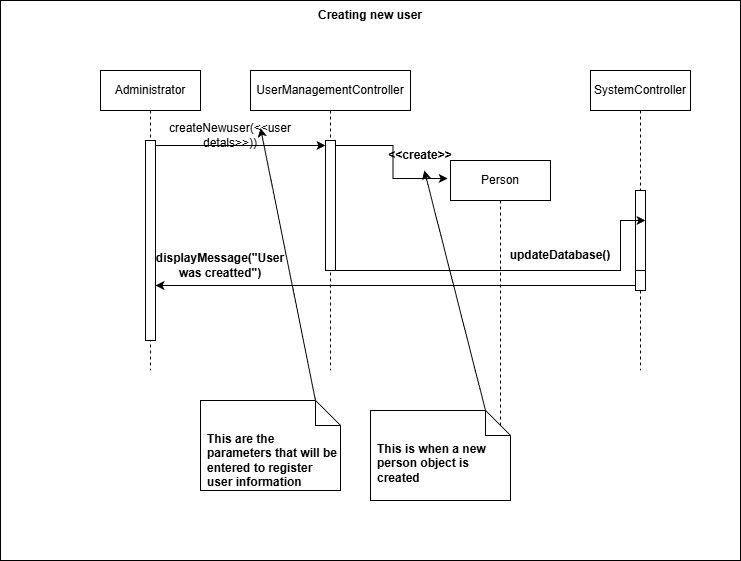 Creating new user
Administrator
UserManagementController
SystemController
createNewuser(<<user
detals>>))
<<create>>
Person
displayMessage("User
was creatted")
updateDatabase()
This are the
parameters that will be
entered to register
user information
This is when a new
person object is
created